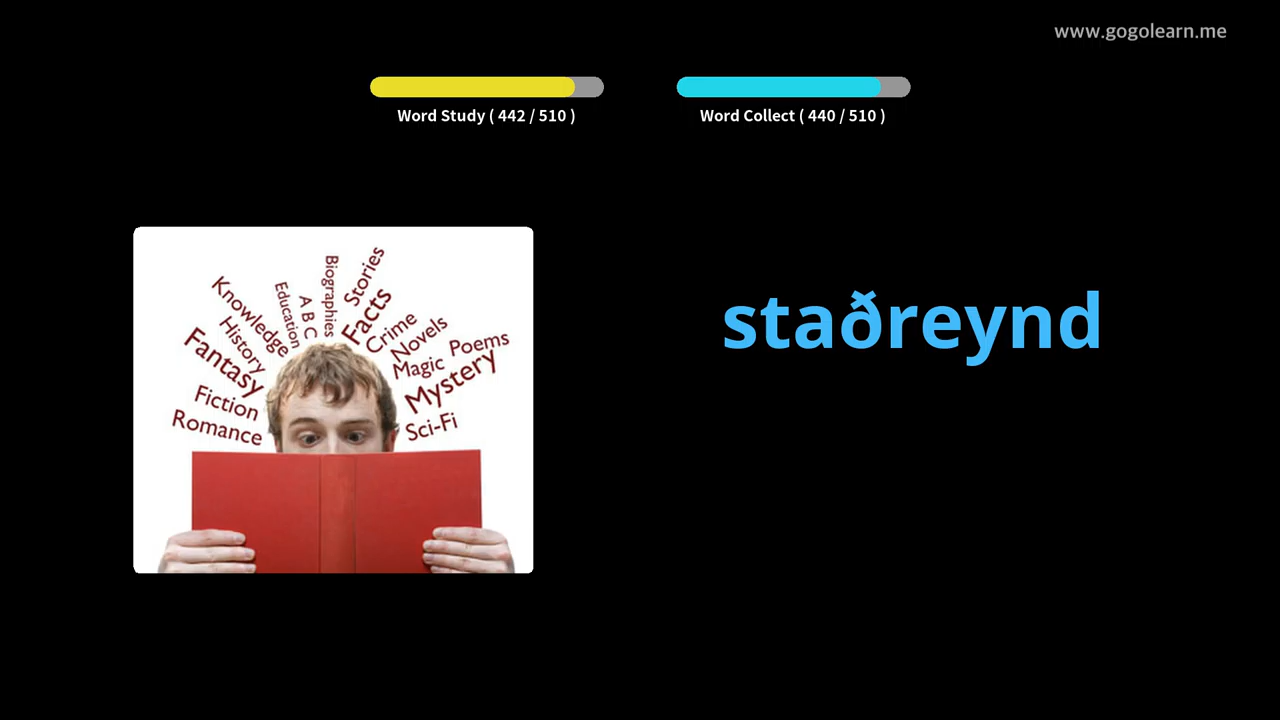 www.gogolearn.me
Word Study ( 442 / 510 )
Word Collect ( 440 / 510 )
Knowledge
History
Fantasy
Fiction
Romance
Education
A B C
Biographies
Stories
Facts
Crime
Novels
Magic
Poems
Mystery
Sci-Fi
staðreynd